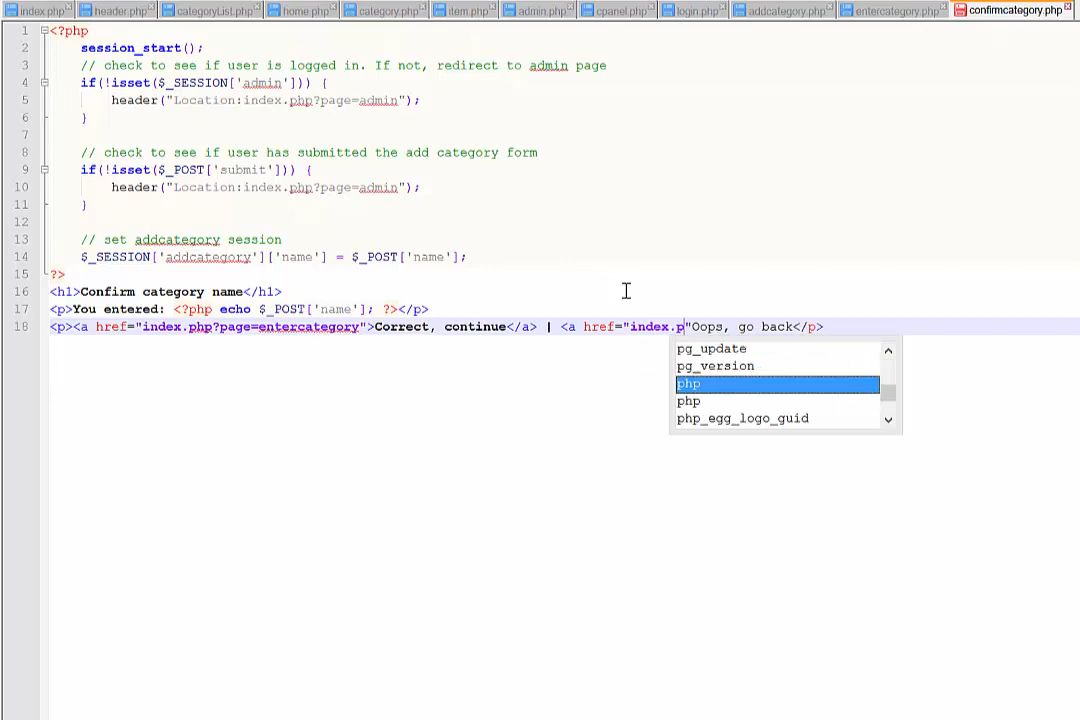 index.php header.php categoryList.php home.php category.php item.php admin.php cpanel.php login.php addcategory.php entercategory.php confirmcategory.php
1 <?php
2 session_start();
3 // check to see if user is logged in. If not, redirect to admin page
4 if(!isset($_SESSION['admin'])) {
5 header("Location:index.php?page=admin");
6 }
7
8 // check to see if user has submitted the add category form
9 if(!isset($_POST['submit'])) {
10 header("Location:index.php?page=admin");
11 }
12
13 // set addcategory session
14 $_SESSION['addcategory']['name'] = $_POST['name'];
15 ?>
16 <h1>Confirm category name</h1>
17 <p>You entered: <?php echo $_POST['name']; ?></p>
18 <p><a href="index.php?page=entercategory">Correct, continue</a> | <a href="index.p"Oops, go back</p>
pg_update
pg_version
php
php
php_egg_logo_guid